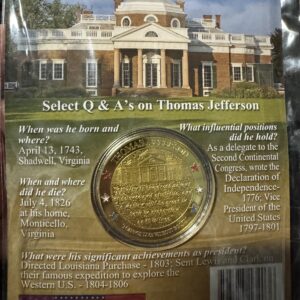 Select Q & A's on Thomas Jefferson
When was he born and
where?
April 13, 1743,
Shadwell, Virginia
When and where
did he die?
July 4, 1826
at his home,
Monticello,
Virginia
What influential positions
did he hold?
As a delegate to the
Second Continental
Congress, wrote the
Declaration of
Independence-
1776; Vice
President of the
United States
1797-1801
THOMAS JEFFERSON
What were his significant achievements as president?
Directed Louisiana Purchase - 1803; Sent Lewis and Clark on
their famous expedition to explore the
Western U.S. - 1804-1806